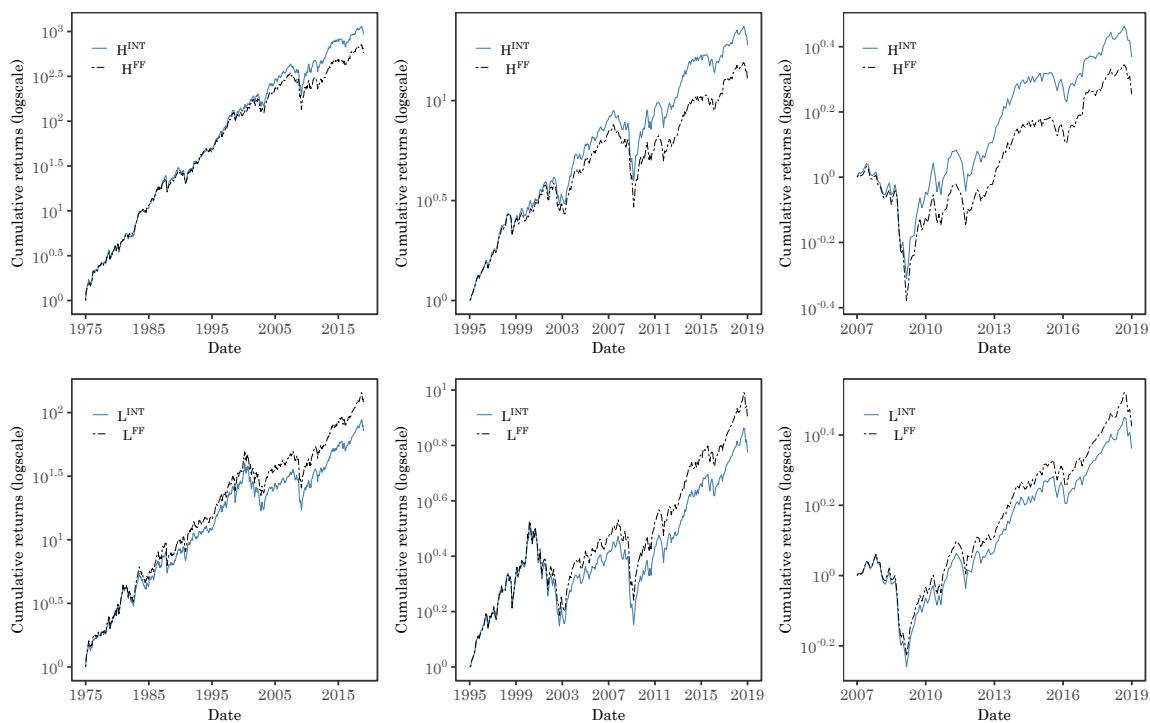 Cumulative returns (logscale)
10^3
10^2.5
10^2
10^1.5
10^1
10^0.5
10^0
H^INT
H^FF
1975 1985 1995 2005 2015
Date
Cumulative returns (logscale)
10^1
10^0.5
10^0
H^INT
H^FF
1995 1999 2003 2007 2011 2015 2019
Date
Cumulative returns (logscale)
10^0.4
10^0.2
10^0
10^-0.2
10^-0.4
H^INT
H^FF
2007 2010 2013 2016 2019
Date
Cumulative returns (logscale)
10^2
10^1.5
10^1
10^0.5
10^0
L^INT
L^FF
1975 1985 1995 2005 2015
Date
Cumulative returns (logscale)
10^1
10^0.8
10^0.6
10^0.4
10^0.2
10^0
L^INT
L^FF
1995 1999 2003 2007 2011 2015 2019
Date
Cumulative returns (logscale)
10^0.4
10^0.2
10^0
10^-0.2
L^INT
L^FF
2007 2010 2013 2016 2019
Date